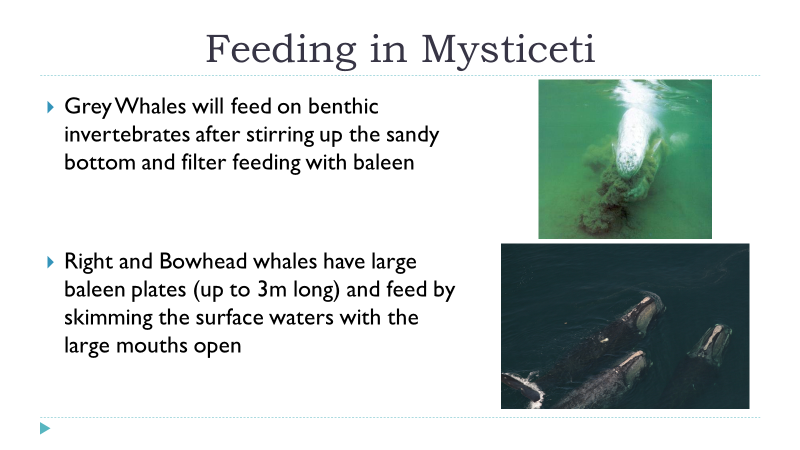 Feeding in Mysticeti
Grey Whales will feed on benthic
invertebrates after stirring up the sandy
bottom and filter feeding with baleen
Right and Bowhead whales have large
baleen plates (up to 3m long) and feed by
skimming the surface waters with the
large mouths open